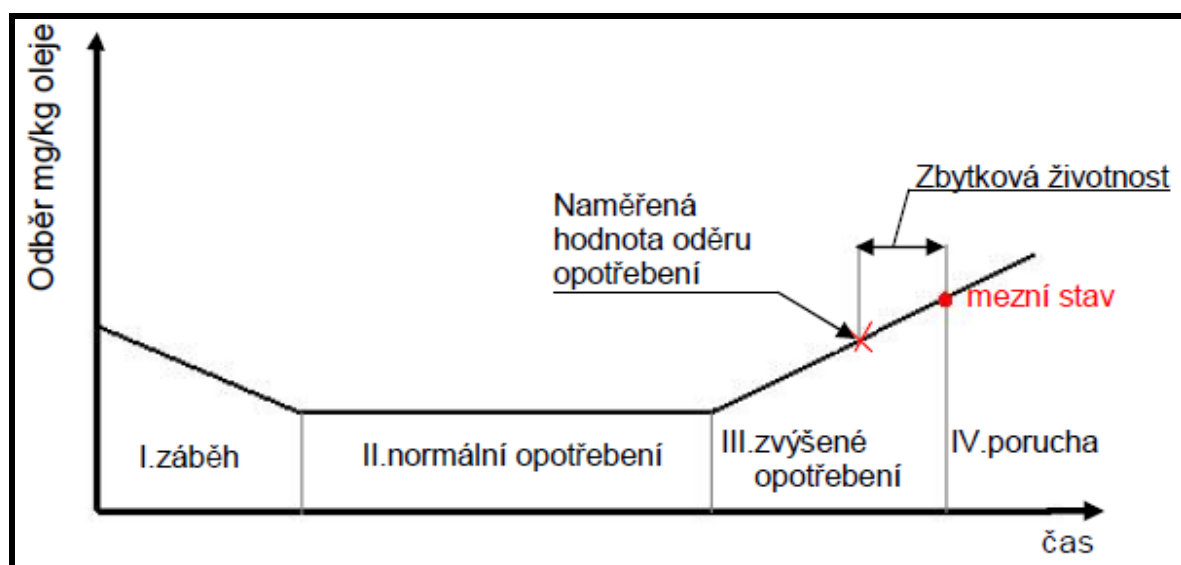 Odběr mg/kg oleje
Zbytková životnost
Naměřená
hodnota oděru
opotřebení
mezní stav
I.záběh
II.normální opotřebení
III.zvýšené
opotřebení
IV.porucha
čas